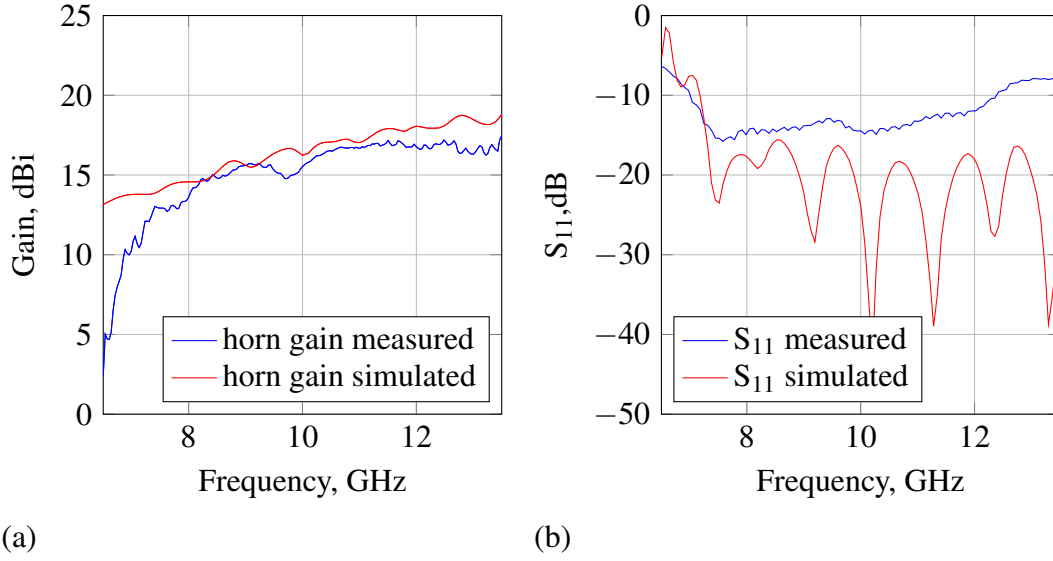 25
20
15
10
5
0
Gain, dBi
horn gain measured
horn gain simulated
8
10
12
Frequency, GHz
(a)
0
−10
−20
−30
−40
−50
S11,dB
S11 measured
S11 simulated
8
10
12
Frequency, GHz
(b)